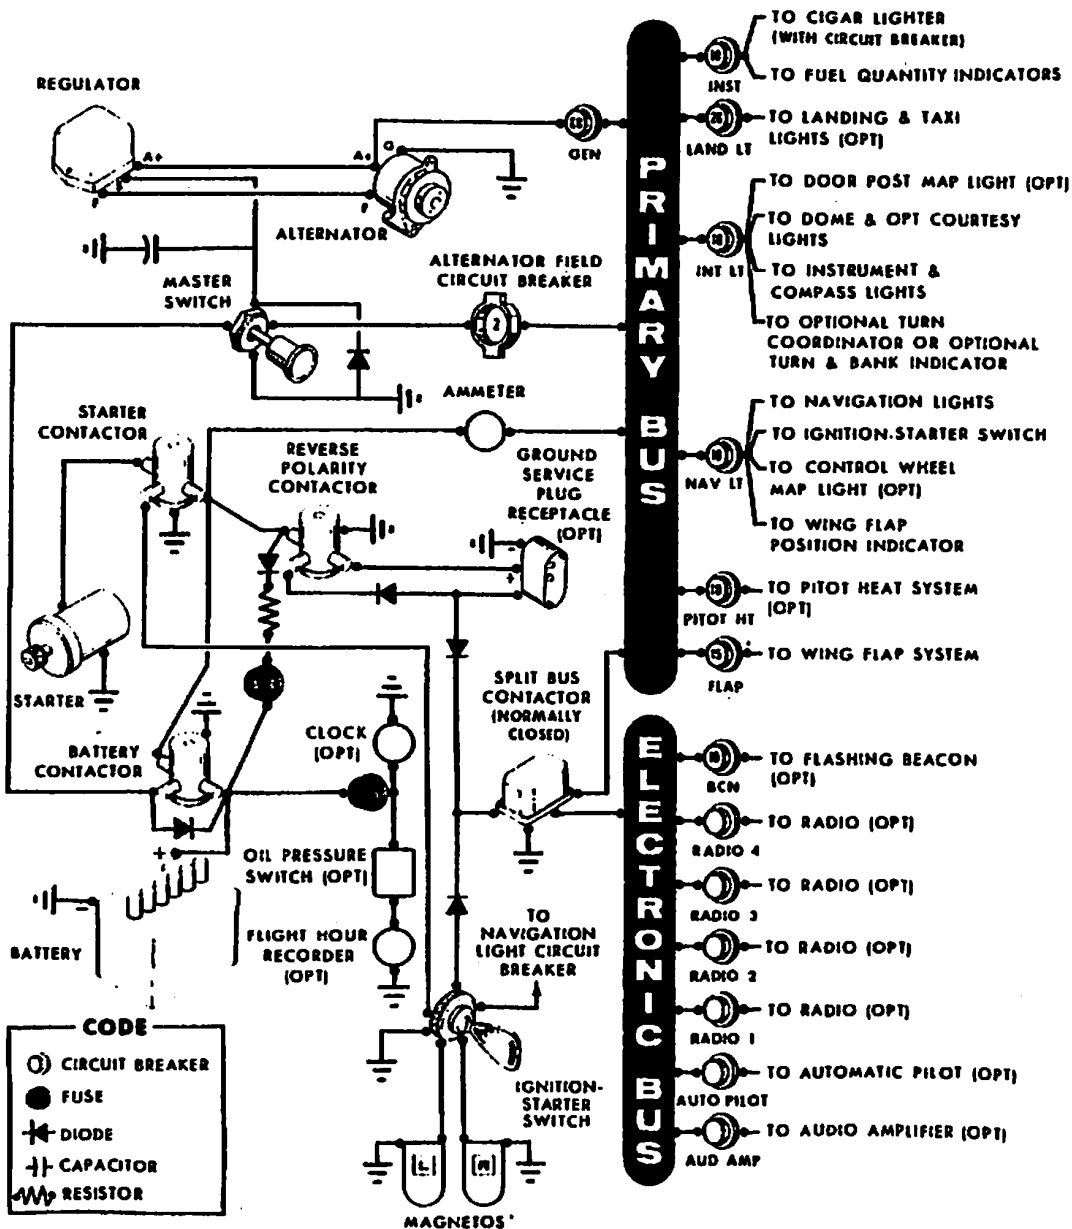 REGULATOR
A+
F
A+
G
F
ALTERNATOR
GEN
MASTER
SWITCH
ALTERNATOR FIELD
CIRCUIT BREAKER
2
STARTER
CONTACTOR
REVERSE
POLARITY
CONTACTOR
AMMETER
GROUND
SERVICE
PLUG
RECEPTACLE
(OPT)
-
+
STARTER
BATTERY
CONTACTOR
CLOCK
(OPT)
SPLIT BUS
CONTACTOR
(NORMALLY
CLOSED)
OIL PRESSURE
SWITCH (OPT)
FLIGHT HOUR
RECORDER
(OPT)
+
-
BATTERY
TO
NAVIGATION
LIGHT CIRCUIT
BREAKER
IGNITION-
STARTER
SWITCH
L
R
MAGNETOS
CODE
CIRCUIT BREAKER
FUSE
DIODE
CAPACITOR
RESISTOR
PRIMARY BUS
10
INST
TO CIGAR LIGHTER
(WITH CIRCUIT BREAKER)
TO FUEL QUANTITY INDICATORS
LAND LT
TO LANDING & TAXI
LIGHTS (OPT)
10
INT LT
TO DOOR POST MAP LIGHT (OPT)
TO DOME & OPT COURTESY
LIGHTS
TO INSTRUMENT &
COMPASS LIGHTS
TO OPTIONAL TURN
COORDINATOR OR OPTIONAL
TURN & BANK INDICATOR
10
NAV LT
TO NAVIGATION LIGHTS
TO IGNITION-STARTER SWITCH
TO CONTROL WHEEL
MAP LIGHT (OPT)
TO WING FLAP
POSITION INDICATOR
PITOT HT
TO PITOT HEAT SYSTEM
(OPT)
15
FLAP
TO WING FLAP SYSTEM
ELECTRONIC BUS
10
BCN
TO FLASHING BEACON
(OPT)
RADIO 4
TO RADIO (OPT)
RADIO 3
TO RADIO (OPT)
RADIO 2
TO RADIO (OPT)
RADIO 1
TO RADIO (OPT)
AUTO PILOT
TO AUTOMATIC PILOT (OPT)
AUD AMP
TO AUDIO AMPLIFIER (OPT)